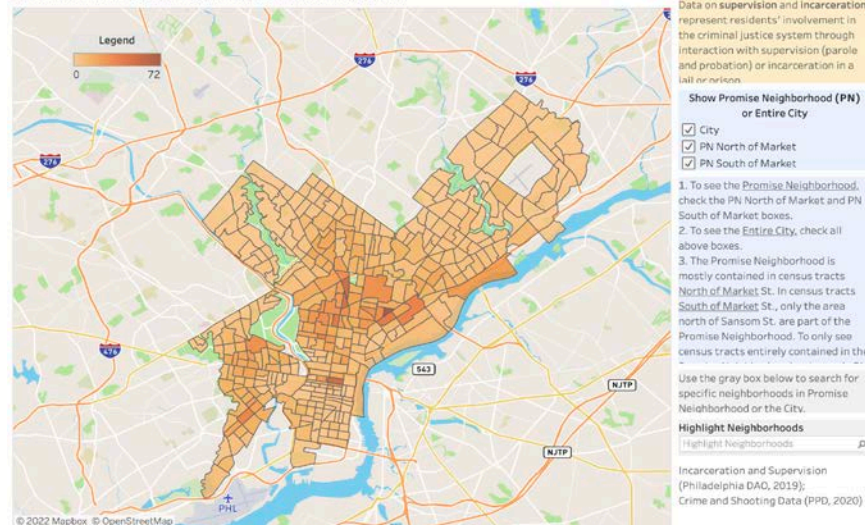 Legend
0 72
276
276
276
476
543
NJTP
NJTP
PHL
© 2022 Mapbox © OpenStreetMap
Data on supervision and incarceration
represent residents' involvement in
the criminal justice system through
interaction with supervision (parole
and probation) or incarceration in a
jail or prison.
Show Promise Neighborhood (PN)
or Entire City
City
PN North of Market
PN South of Market
1. To see the Promise Neighborhood,
check the PN North of Market and PN
South of Market boxes.
2. To see the Entire City, check all
above boxes.
3. The Promise Neighborhood is
mostly contained in census tracts
North of Market St. In census tracts
South of Market St., only the area
north of Sansom St. are part of the
Promise Neighborhood. To only see
census tracts entirely contained in the
Use the gray box below to search for
specific neighborhoods in Promise
Neighborhood or the City.
Highlight Neighborhoods
Highlight Neighborhoods
Incarceration and Supervision
(Philadelphia DAO, 2019);
Crime and Shooting Data (PPD, 2020)